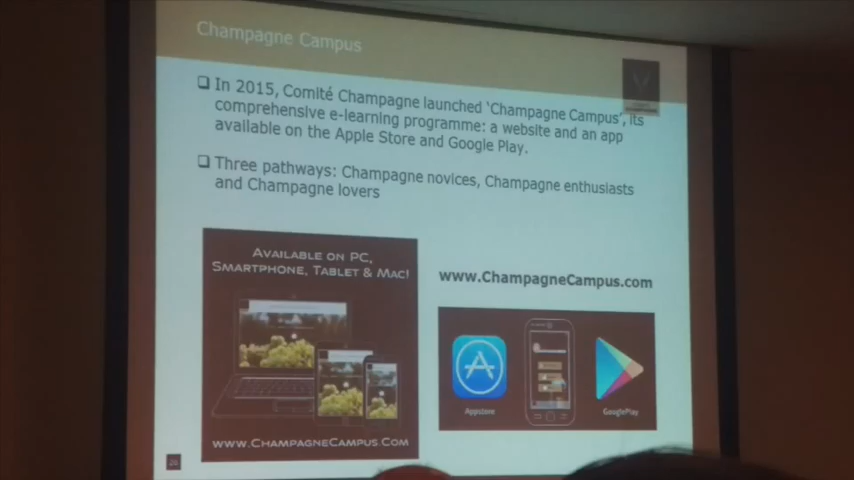 Champagne Campus
❑ In 2015, Comité Champagne launched ‘Champagne Campus’, its
comprehensive e-learning programme: a website and an app
available on the Apple Store and Google Play.
❑ Three pathways: Champagne novices, Champagne enthusiasts
and Champagne lovers
AVAILABLE ON PC,
SMARTPHONE, TABLET & MAC!
WWW.CHAMPAGNECAMPUS.COM
www.ChampagneCampus.com
Appstore
GooglePlay